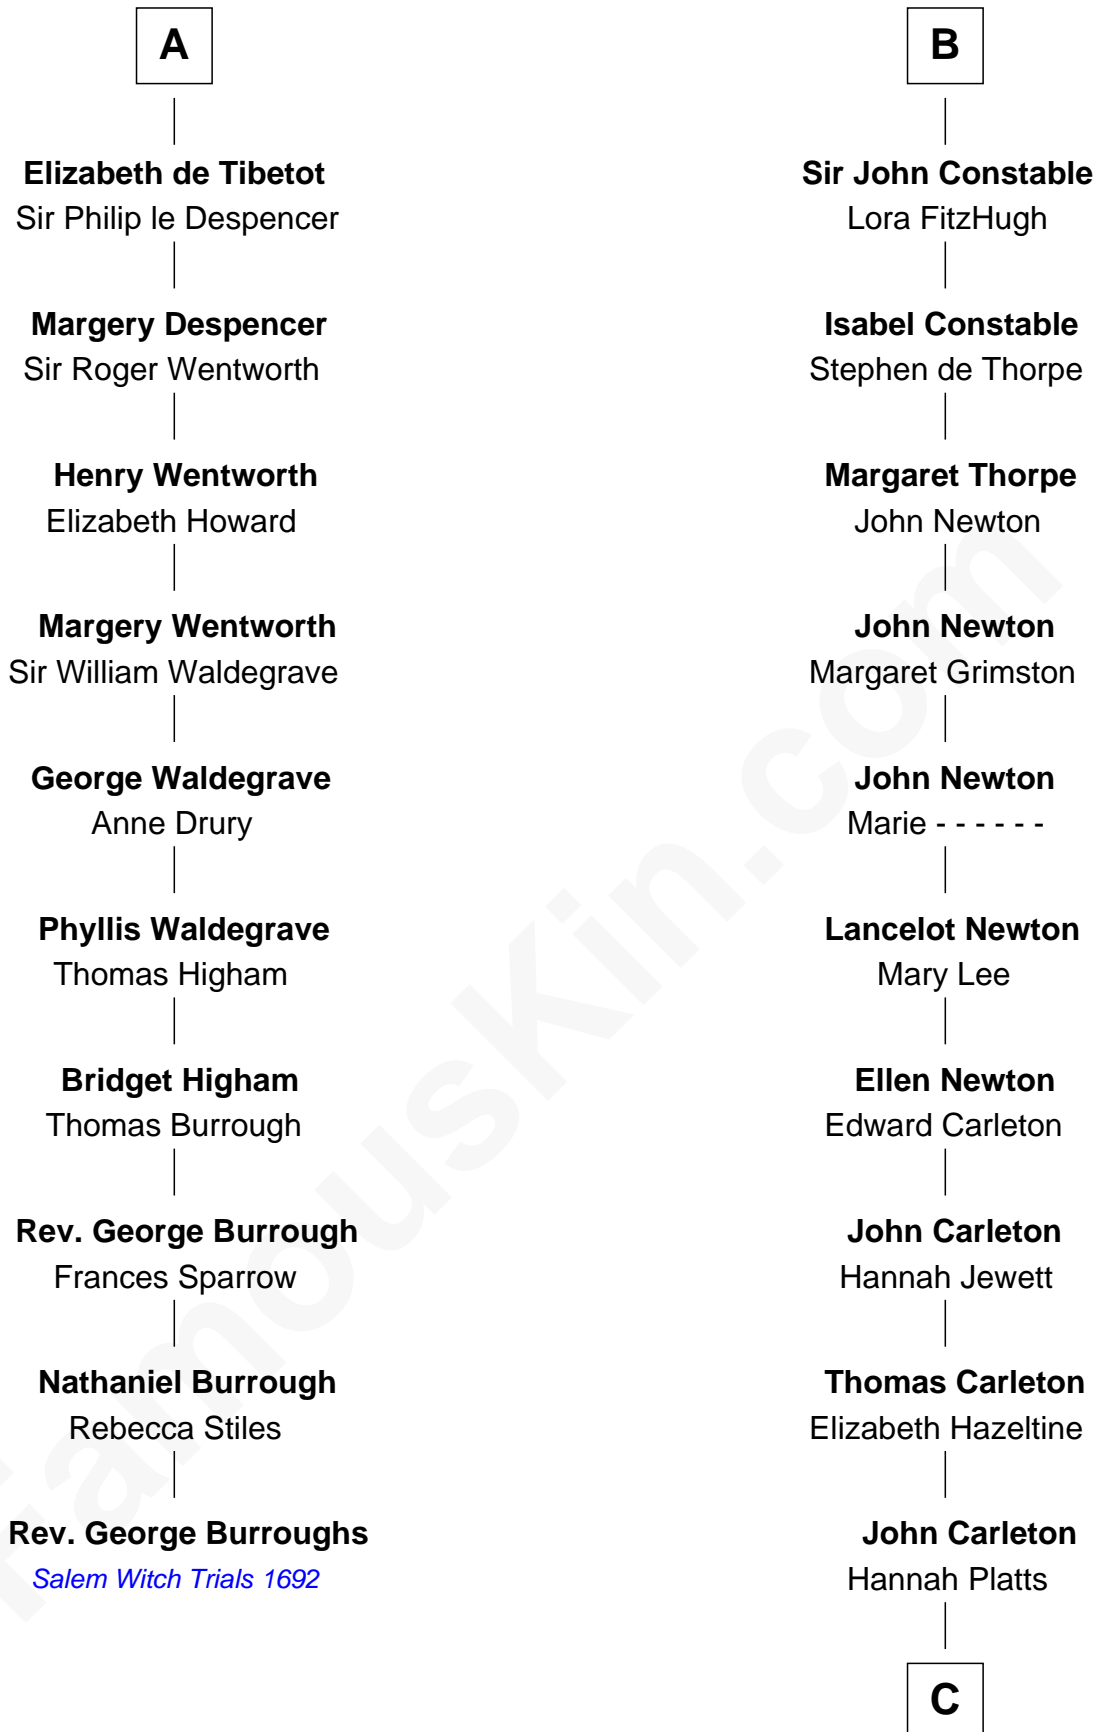 A
Elizabeth de Tibetot
Sir Philip le Despencer
Margery Despencer
Sir Roger Wentworth
Henry Wentworth
Elizabeth Howard
Margery Wentworth
Sir William Waldegrave
George Waldegrave
Anne Drury
Phyllis Waldegrave
Thomas Higham
Bridget Higham
Thomas Burrough
Rev. George Burrough
Frances Sparrow
Nathaniel Burrough
Rebecca Stiles
Rev. George Burroughs
Salem Witch Trials 1692
B
Sir John Constable
Lora FitzHugh
Isabel Constable
Stephen de Thorpe
Margaret Thorpe
John Newton
John Newton
Margaret Grimston
John Newton
Marie - - - - - -
Lancelot Newton
Mary Lee
Ellen Newton
Edward Carleton
John Carleton
Hannah Jewett
Thomas Carleton
Elizabeth Hazeltine
John Carleton
Hannah Platts
C
famouskin.com